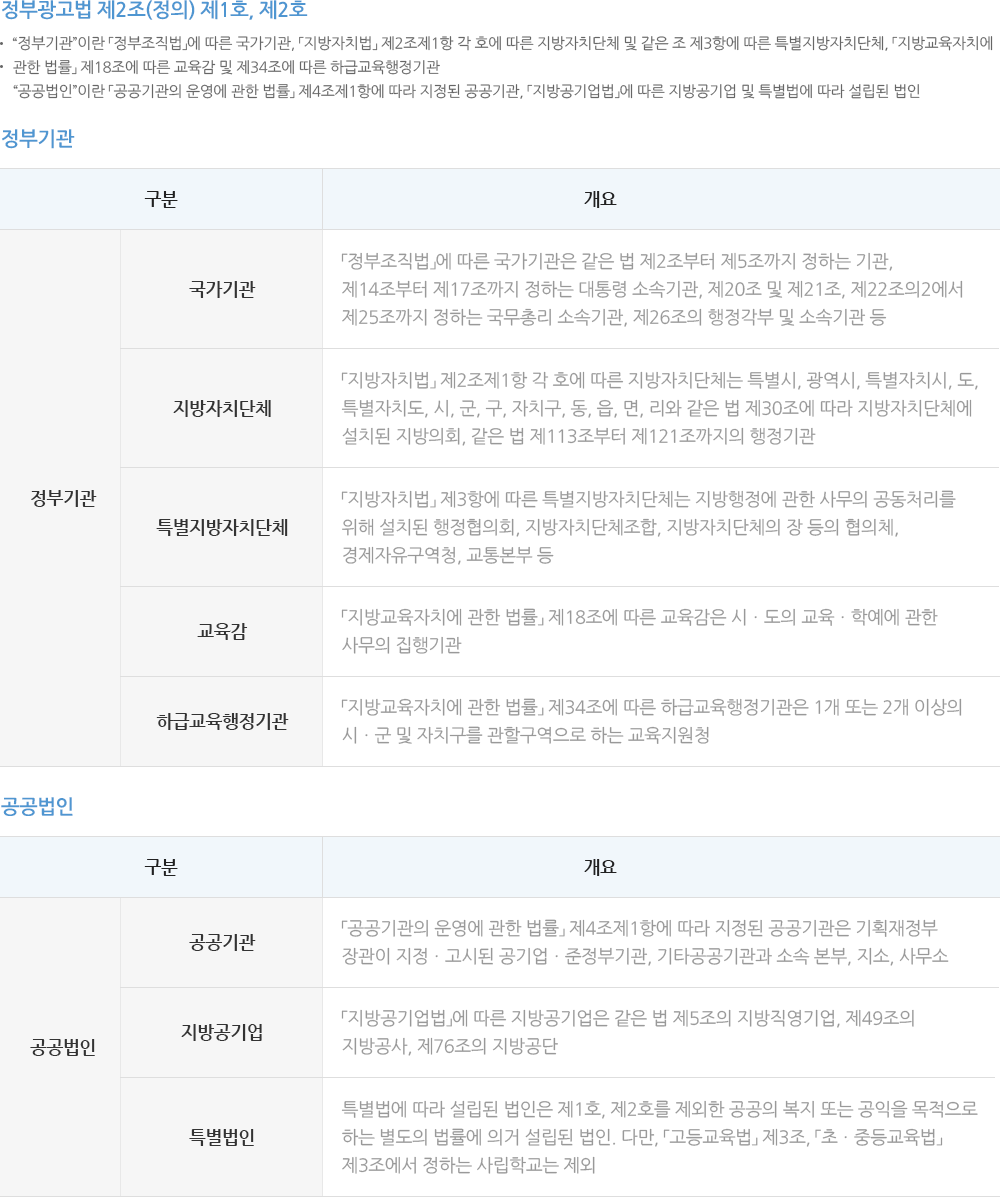 정부광고법 제2조(정의) 제1호, 제2호
· “정부기관”이란 ｢정부조직법｣에 따른 국가기관, ｢지방자치법｣ 제2조제1항 각 호에 따른 지방자치단체 및 같은 조 제3항에 따른 특별지방자치단체, ｢지방교육자치에
· 관한 법률｣ 제18조에 따른 교육감 및 제34조에 따른 하급교육행정기관
“공공법인”이란 ｢공공기관의 운영에 관한 법률｣ 제4조제1항에 따라 지정된 공공기관, ｢지방공기업법｣에 따른 지방공기업 및 특별법에 따라 설립된 법인
정부기관
구분
개요
정부기관
국가기관
｢정부조직법｣에 따른 국가기관은 같은 법 제2조부터 제5조까지 정하는 기관,
제14조부터 제17조까지 정하는 대통령 소속기관, 제20조 및 제21조, 제22조의2에서
제25조까지 정하는 국무총리 소속기관, 제26조의 행정각부 및 소속기관 등
지방자치단체
｢지방자치법｣ 제2조제1항 각 호에 따른 지방자치단체는 특별시, 광역시, 특별자치시, 도,
특별자치도, 시, 군, 구, 자치구, 동, 읍, 면, 리와 같은 법 제30조에 따라 지방자치단체에
설치된 지방의회, 같은 법 제113조부터 제121조까지의 행정기관
특별지방자치단체
｢지방자치법｣ 제3항에 따른 특별지방자치단체는 지방행정에 관한 사무의 공동처리를
위해 설치된 행정협의회, 지방자치단체조합, 지방자치단체의 장 등의 협의체,
경제자유구역청, 교통본부 등
교육감
｢지방교육자치에 관한 법률｣ 제18조에 따른 교육감은 시 · 도의 교육 · 학예에 관한
사무의 집행기관
하급교육행정기관
｢지방교육자치에 관한 법률｣ 제34조에 따른 하급교육행정기관은 1개 또는 2개 이상의
시 · 군 및 자치구를 관할구역으로 하는 교육지원청
공공법인
구분
개요
공공법인
공공기관
｢공공기관의 운영에 관한 법률｣ 제4조제1항에 따라 지정된 공공기관은 기획재정부
장관이 지정 · 고시된 공기업 · 준정부기관, 기타공공기관과 소속 본부, 지소, 사무소
지방공기업
｢지방공기업법｣에 따른 지방공기업은 같은 법 제5조의 지방직영기업, 제49조의
지방공사, 제76조의 지방공단
특별법인
특별법에 따라 설립된 법인은 제1호, 제2호를 제외한 공공의 복지 또는 공익을 목적으로
하는 별도의 법률에 의거 설립된 법인. 다만, ｢고등교육법｣ 제3조, ｢초 · 중등교육법｣
제3조에서 정하는 사립학교는 제외